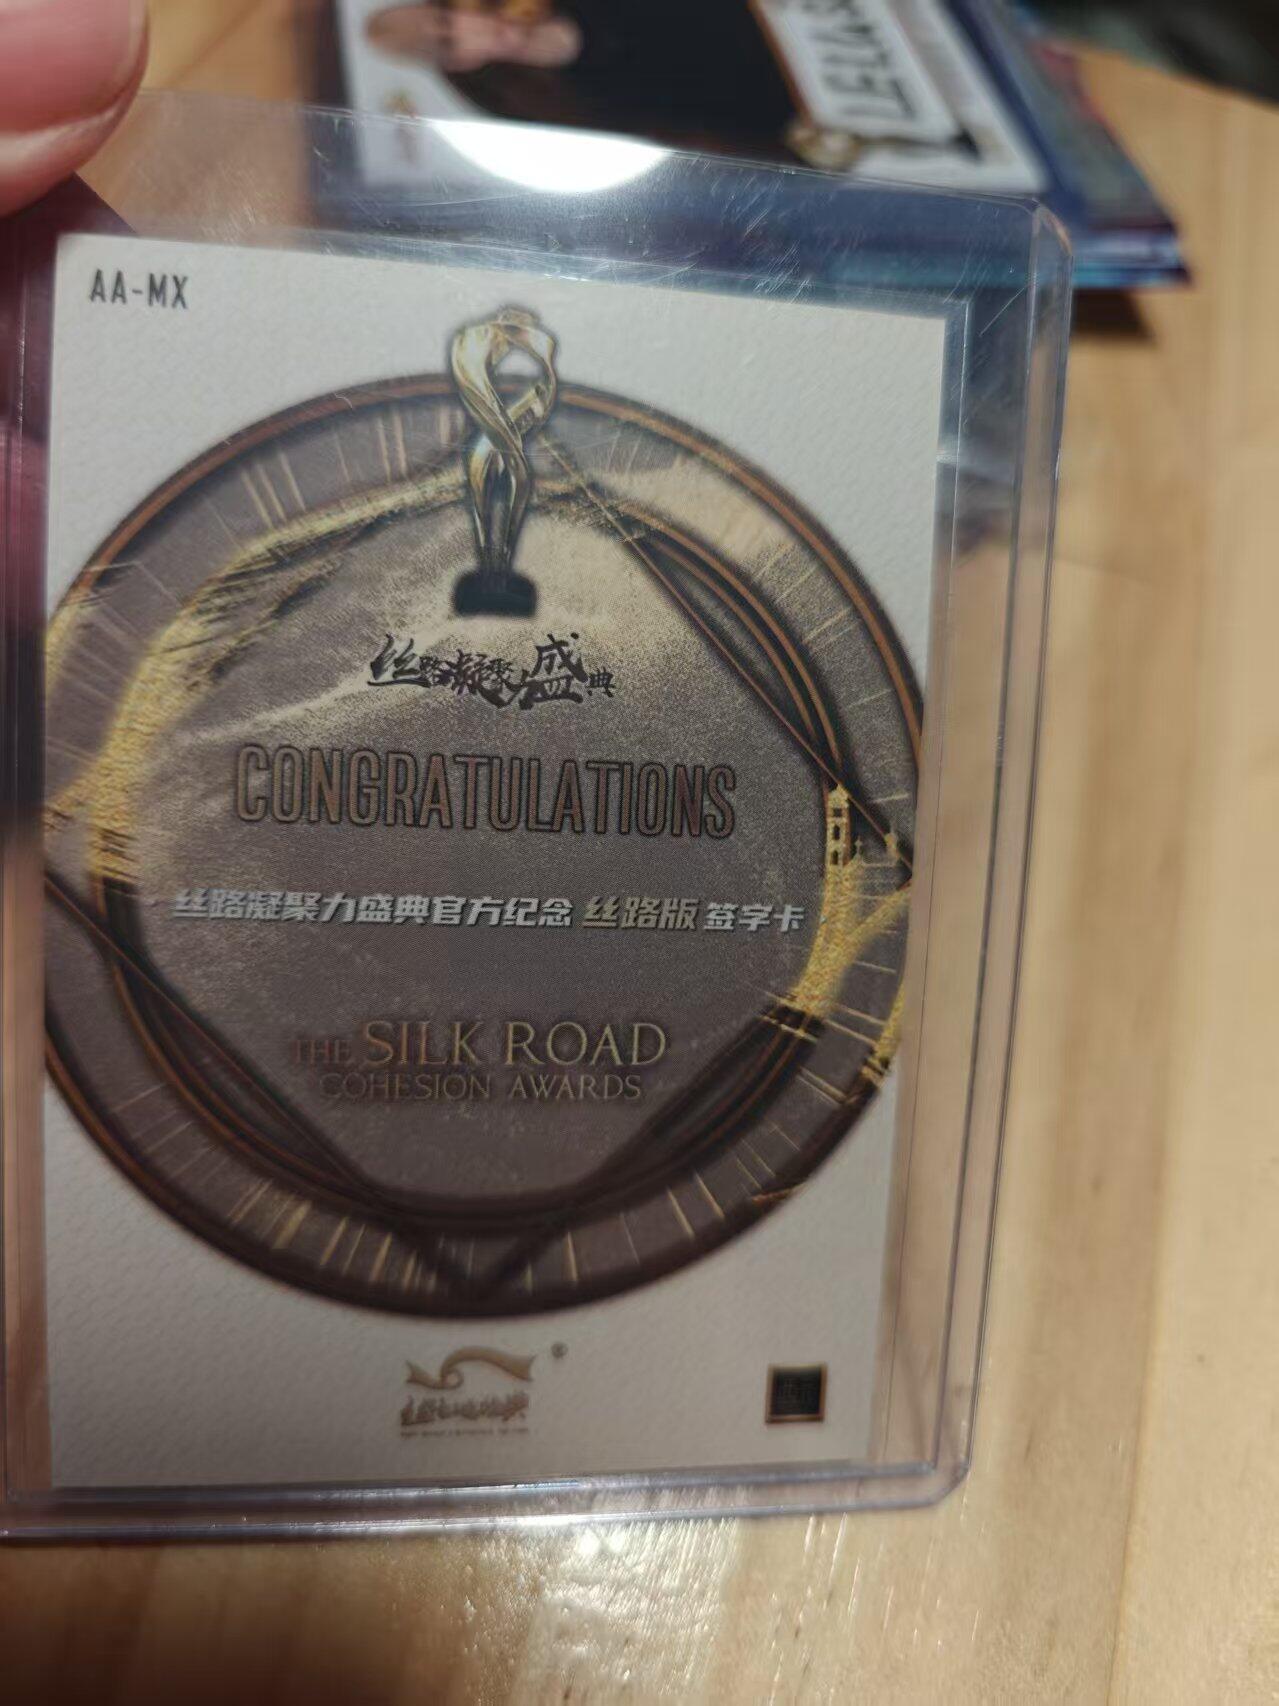 AA-MX
丝路凝聚力盛典
CONGRATULATIONS
丝路凝聚力盛典官方纪念 丝路版 签字卡
THE SILK ROAD
COHESION AWARDS
®